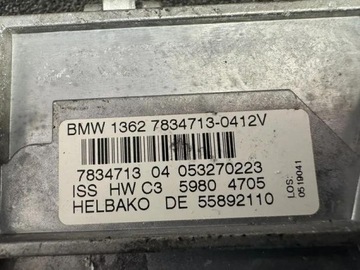 BMW 1362 7834713-0412V
7834713 04 053270223
ISS HW C3 5980 4705
HELBAKO DE 55892110
LOS:
0519041